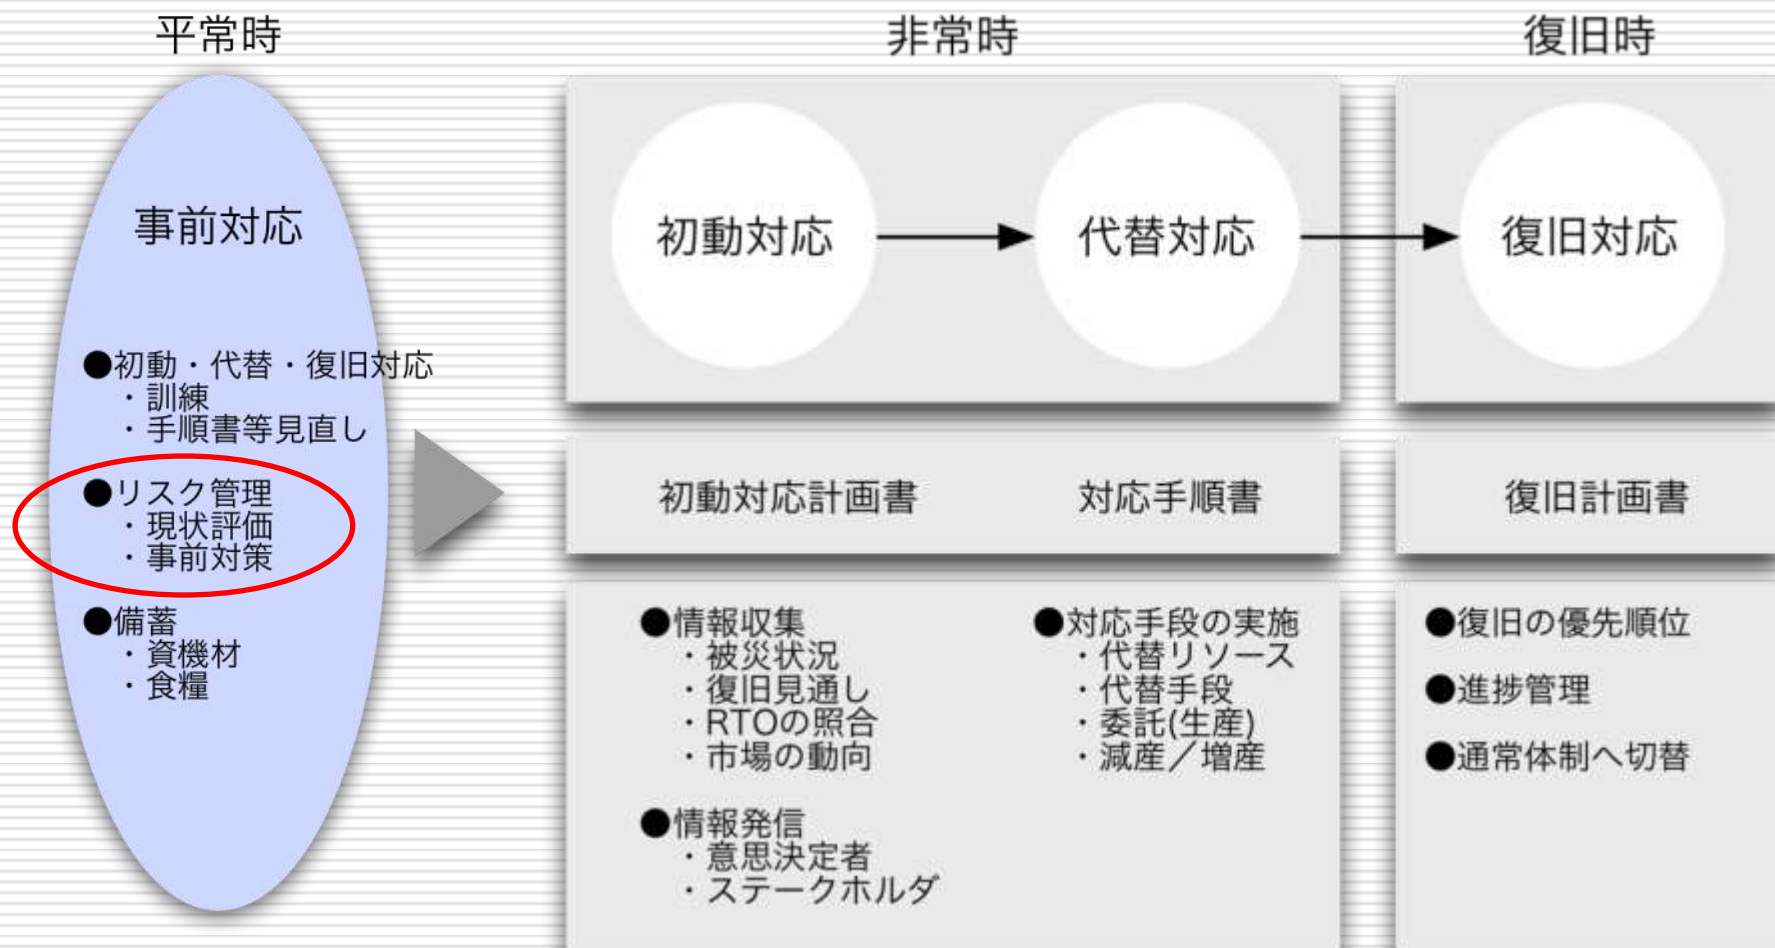 平常時
非常時
復旧時
事前対応
●初動・代替・復旧対応
・訓練
・手順書等見直し
●リスク管理
・現状評価
・事前対策
●備蓄
・資機材
・食糧
初動対応
代替対応
復旧対応
初動対応計画書
対応手順書
復旧計画書
●情報収集
・被災状況
・復旧見通し
・RTOの照合
・市場の動向
●情報発信
・意思決定者
・ステークホルダ
●対応手段の実施
・代替リソース
・代替手段
・委託(生産)
・減産／増産
●復旧の優先順位
●進捗管理
●通常体制へ切替